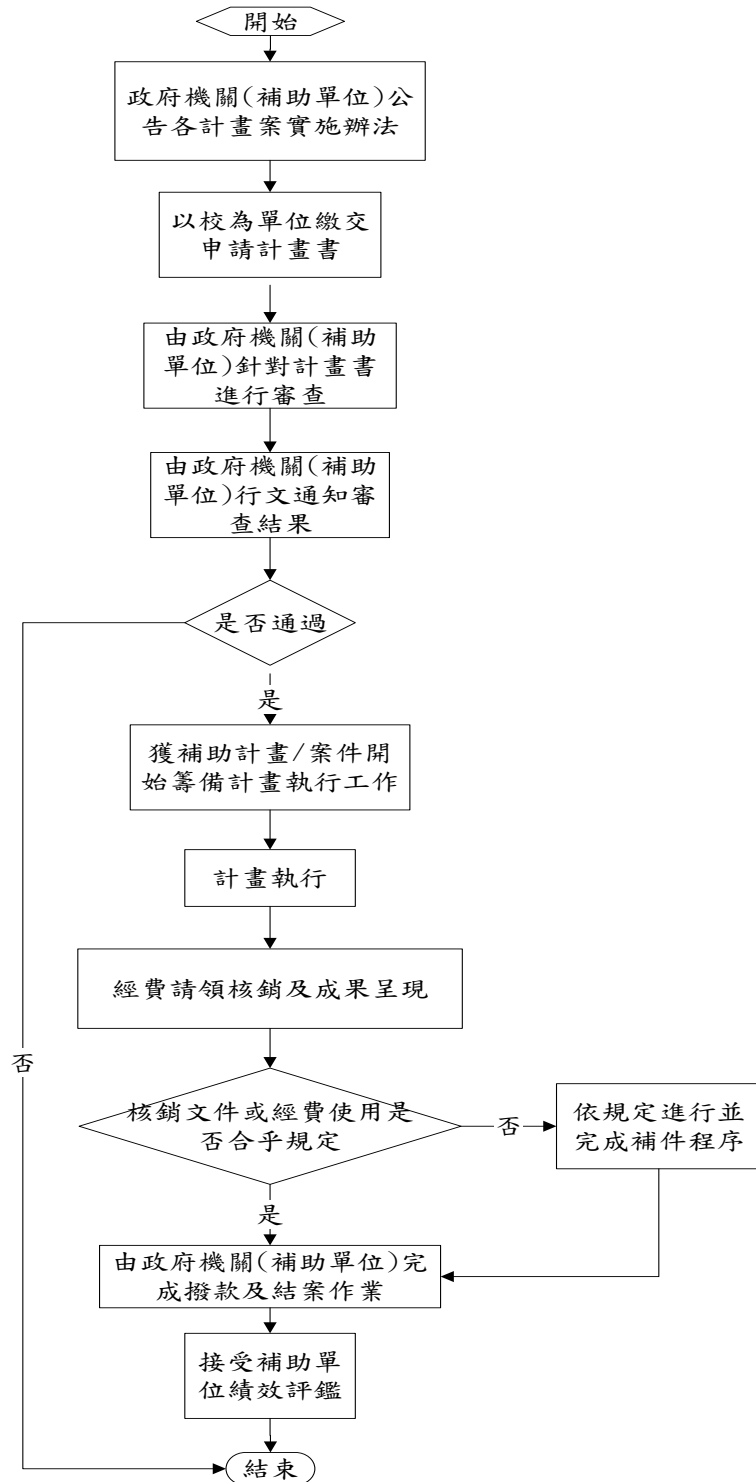 開始
政府機關(補助單位)公
告各計畫案實施辦法
以校為單位繳交
申請計畫書
由政府機關(補助
單位)針對計畫書
進行審查
由政府機關(補助
單位)行文通知審
查結果
是否通過
是
獲補助計畫/案件開
始籌備計畫執行工作
計畫執行
經費請領核銷及成果呈現
否
核銷文件或經費使用是
否合乎規定
否
依規定進行並
完成補件程序
是
由政府機關(補助單位)完
成撥款及結案作業
接受補助單
位績效評鑑
結束